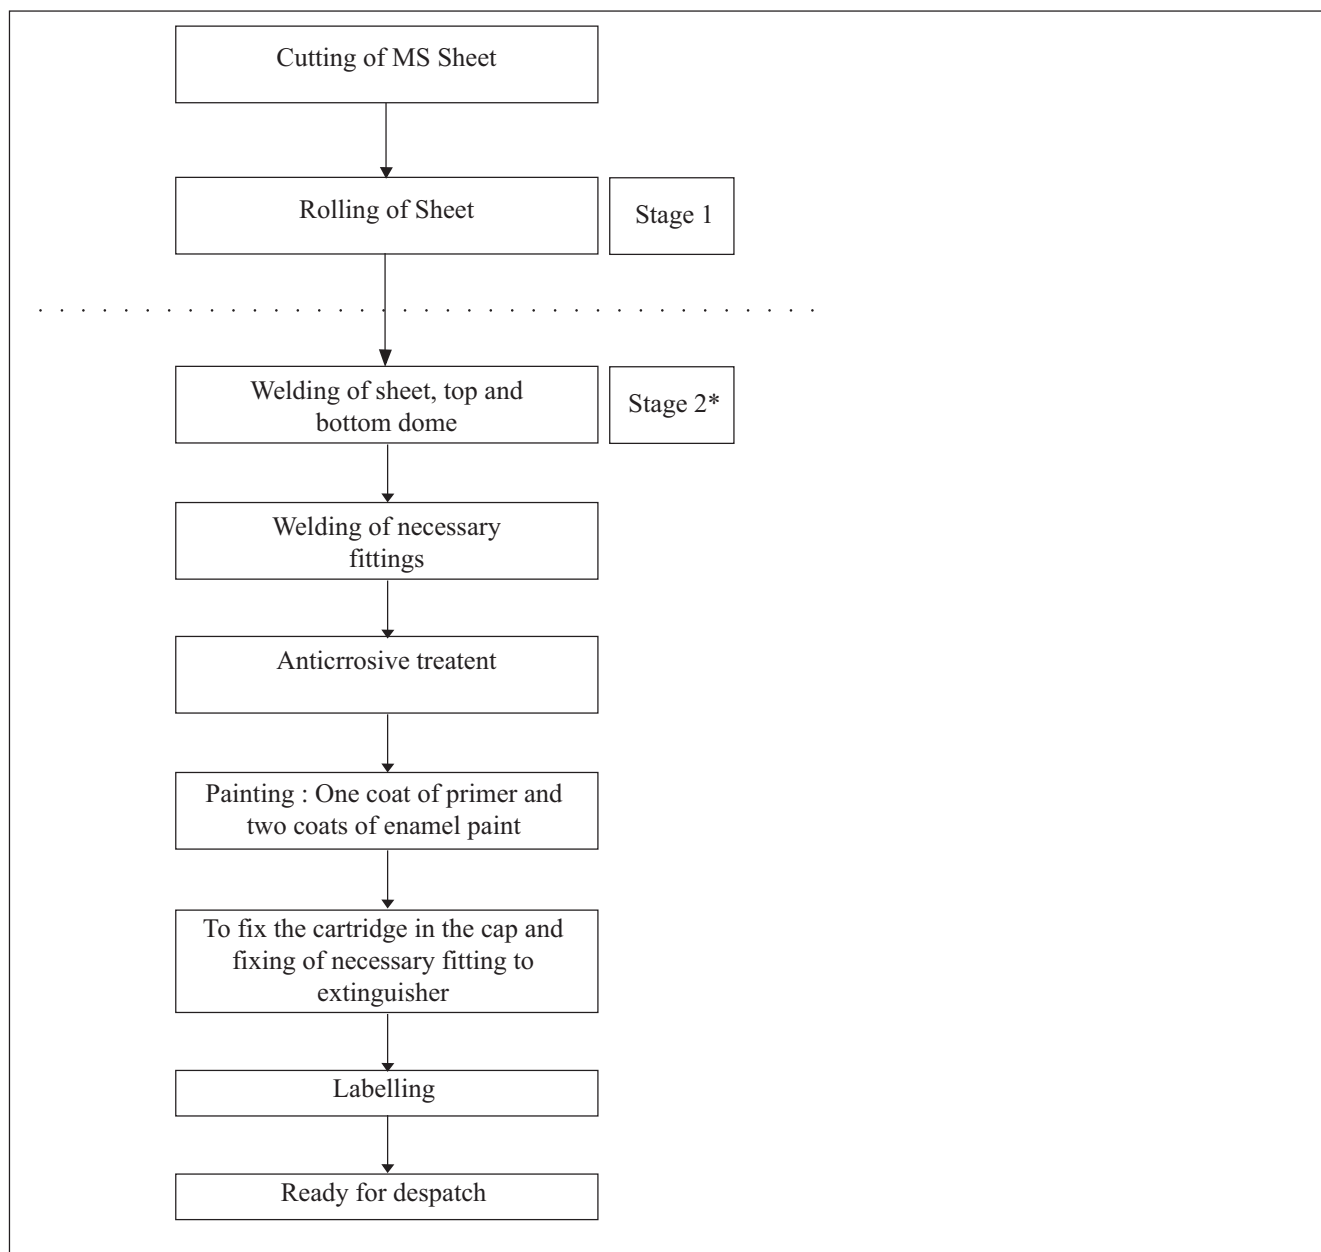 Cutting of MS Sheet
Rolling of Sheet
Stage 1
Welding of sheet, top and
bottom dome
Stage 2*
Welding of necessary
fittings
Anticrrosive treatent
Painting : One coat of primer and
two coats of enamel paint
To fix the cartridge in the cap and
fixing of necessary fitting to
extinguisher
Labelling
Ready for despatch